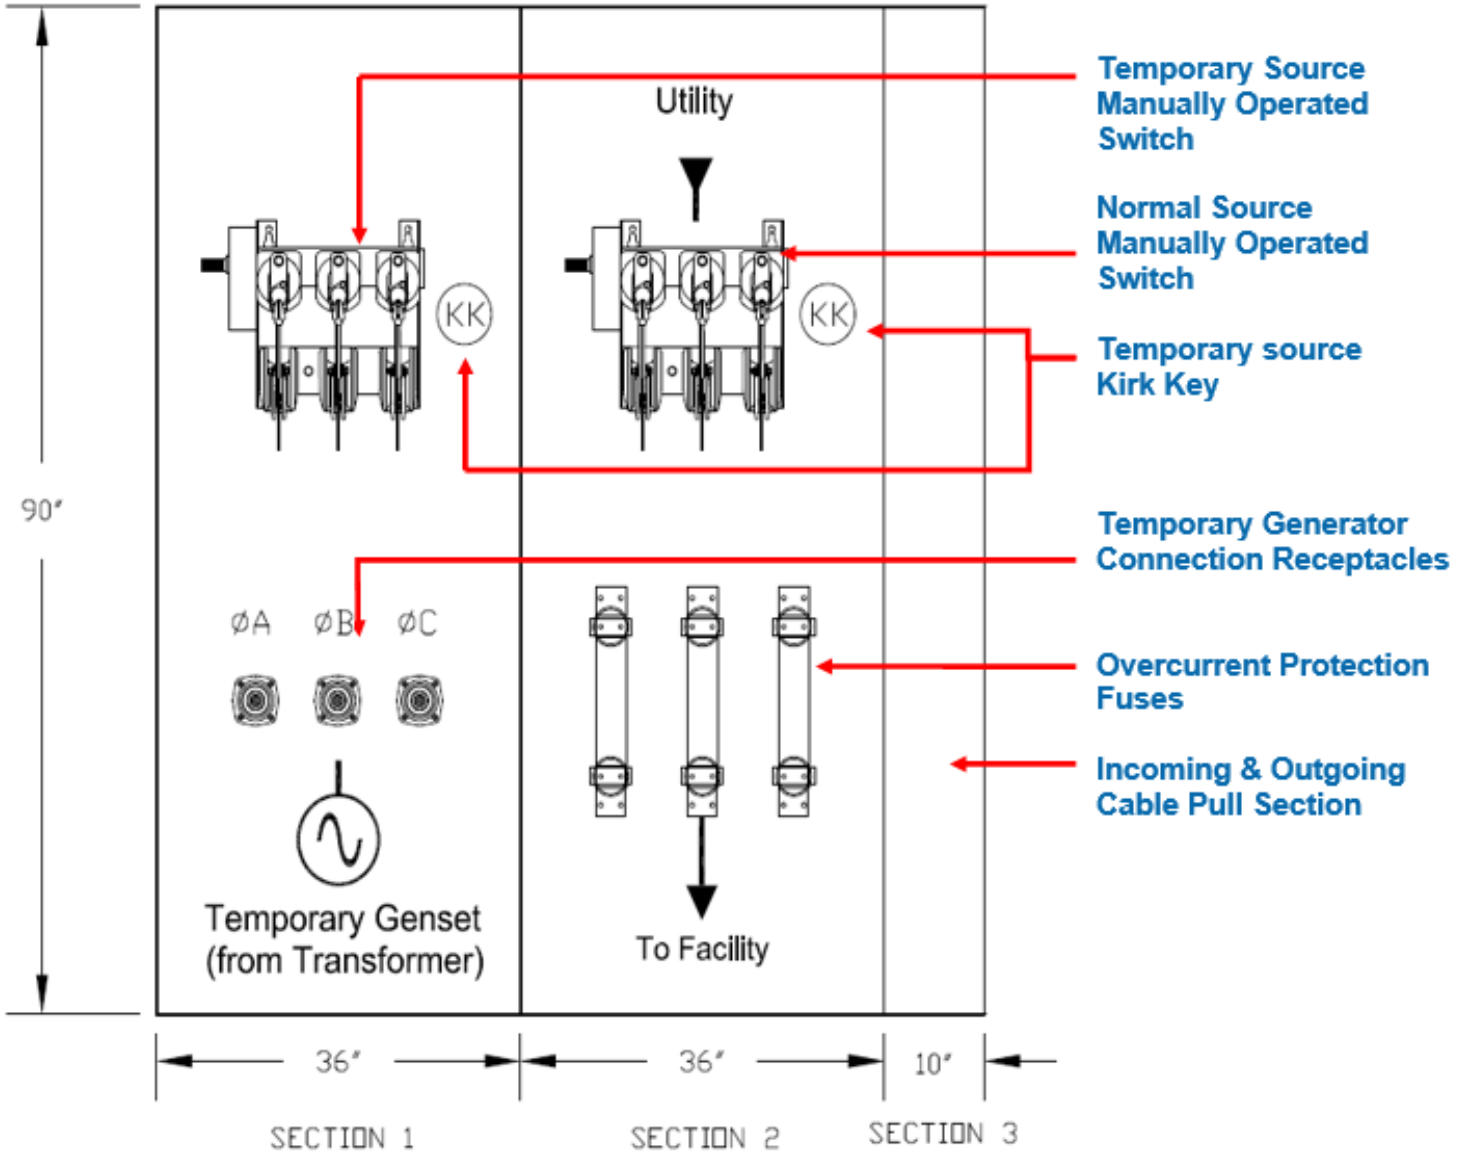 Temporary Source
Manually Operated
Switch
Utility
Normal Source
Manually Operated
Switch
KK
KK
Temporary source
Kirk Key
90"
Temporary Generator
Connection Receptacles
øA øB øC
Overcurrent Protection
Fuses
Incoming & Outgoing
Cable Pull Section
Temporary Genset
(from Transformer)
To Facility
36" 36" 10"
SECTION 1 SECTION 2 SECTION 3